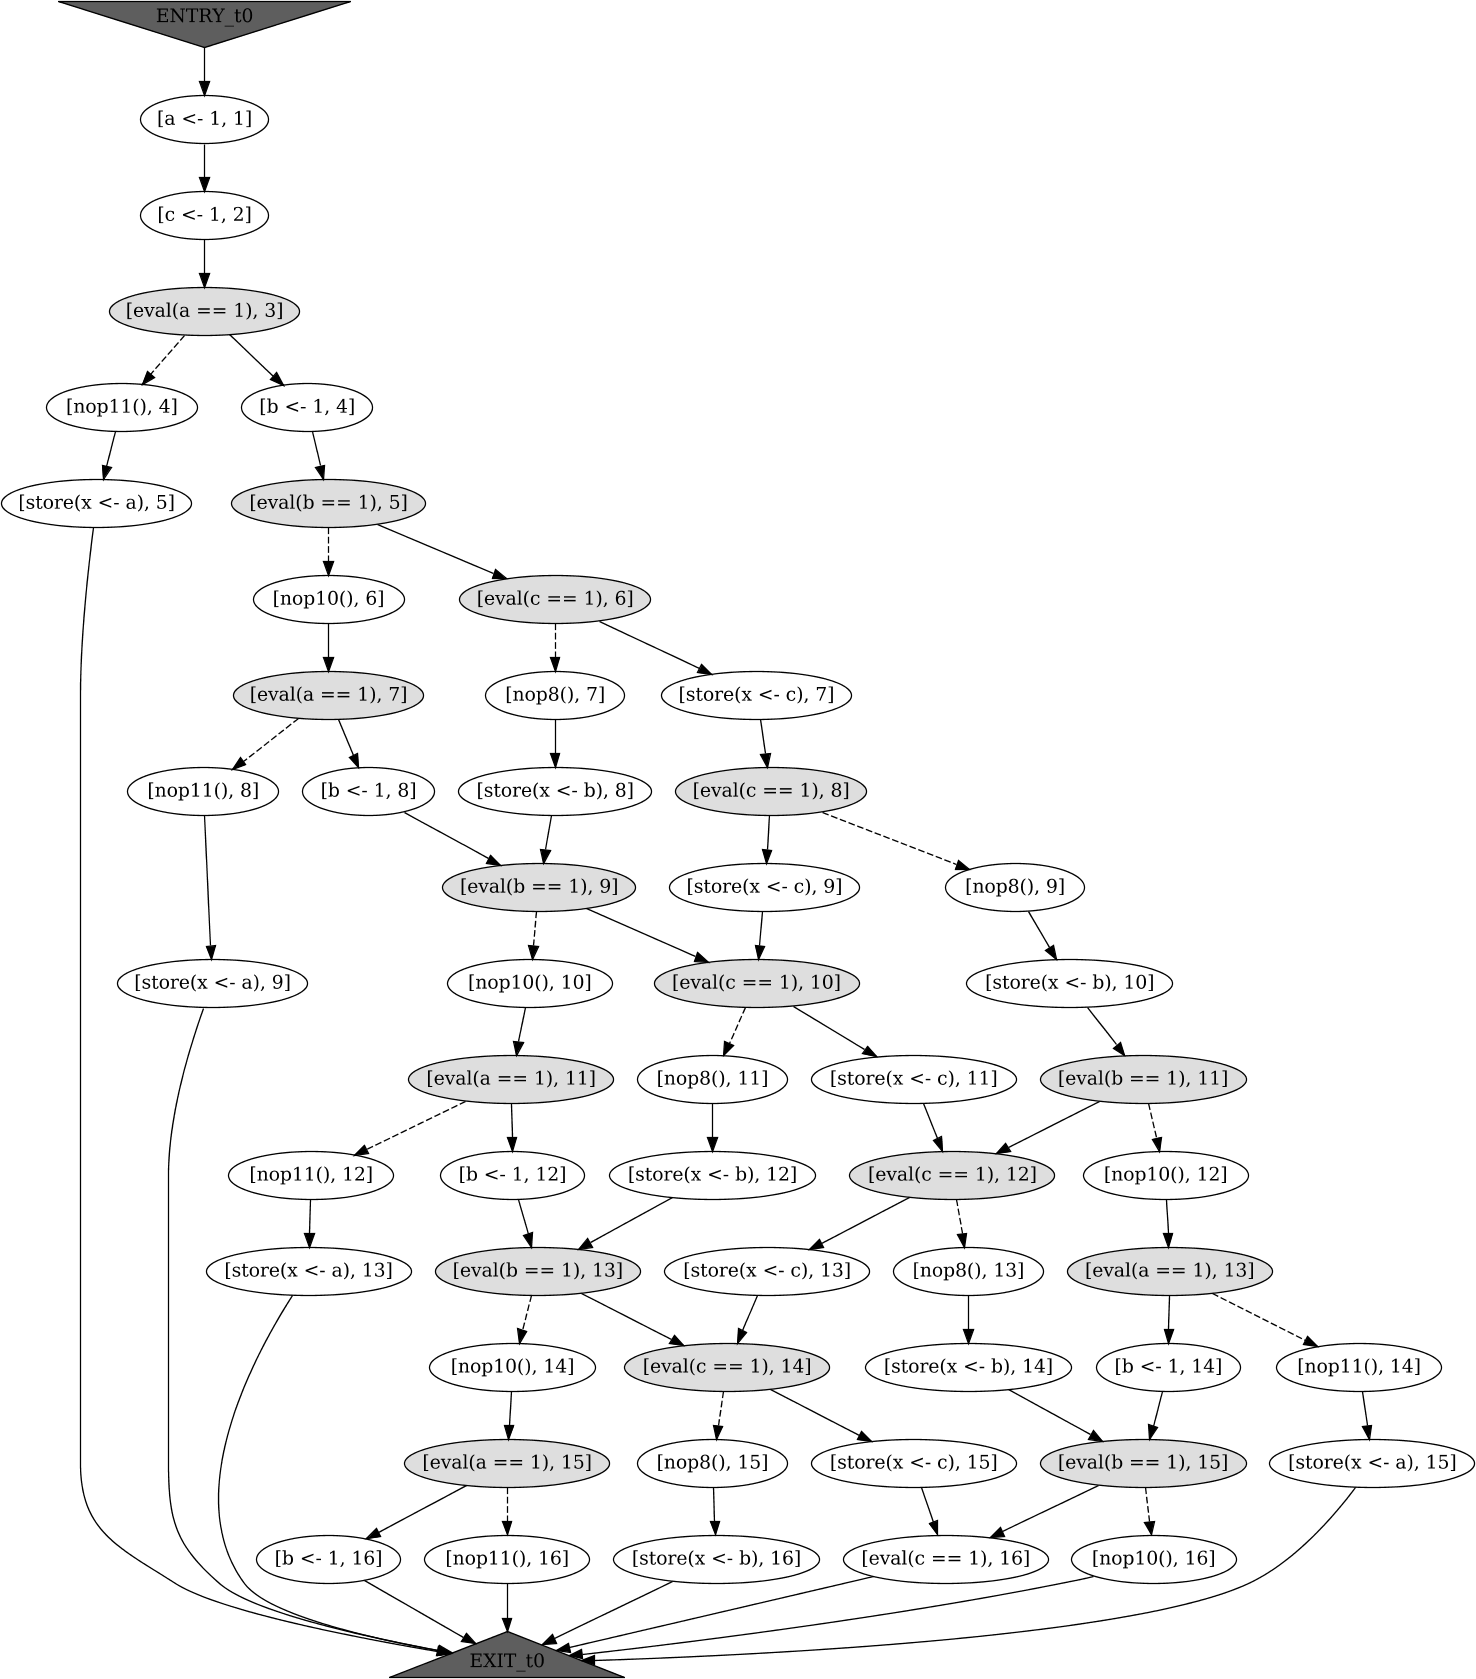 ENTRY_t0
[a <- 1, 1]
[c <- 1, 2]
[eval(a == 1), 3]
[nop11(), 4]
[b <- 1, 4]
[store(x <- a), 5]
[eval(b == 1), 5]
[nop10(), 6]
[eval(c == 1), 6]
[eval(a == 1), 7]
[nop8(), 7]
[store(x <- c), 7]
[nop11(), 8]
[b <- 1, 8]
[store(x <- b), 8]
[eval(c == 1), 8]
[eval(b == 1), 9]
[store(x <- c), 9]
[nop8(), 9]
[store(x <- a), 9]
[nop10(), 10]
[eval(c == 1), 10]
[store(x <- b), 10]
[eval(a == 1), 11]
[nop8(), 11]
[store(x <- c), 11]
[eval(b == 1), 11]
[nop11(), 12]
[b <- 1, 12]
[store(x <- b), 12]
[eval(c == 1), 12]
[nop10(), 12]
[store(x <- a), 13]
[eval(b == 1), 13]
[store(x <- c), 13]
[nop8(), 13]
[eval(a == 1), 13]
[nop10(), 14]
[eval(c == 1), 14]
[store(x <- b), 14]
[b <- 1, 14]
[nop11(), 14]
[eval(a == 1), 15]
[nop8(), 15]
[store(x <- c), 15]
[eval(b == 1), 15]
[store(x <- a), 15]
[b <- 1, 16]
[nop11(), 16]
[store(x <- b), 16]
[eval(c == 1), 16]
[nop10(), 16]
EXIT_t0